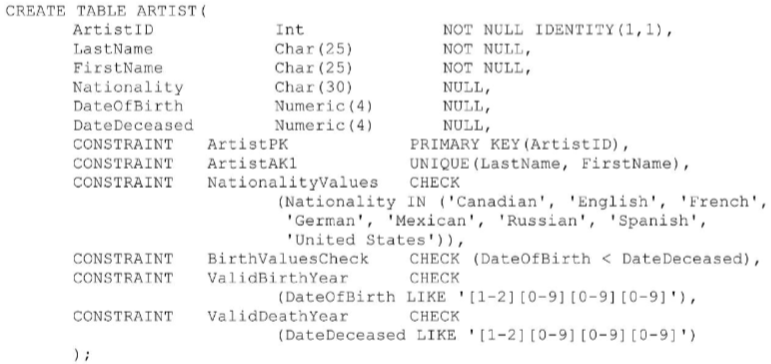 CREATE TABLE ARTIST(
ArtistID Int NOT NULL IDENTITY(1,1),
LastName Char(25) NOT NULL,
FirstName Char(25) NOT NULL,
Nationality Char(30) NULL,
DateOfBirth Numeric(4) NULL,
DateDeceased Numeric(4) NULL,
CONSTRAINT ArtistPK PRIMARY KEY(ArtistID),
CONSTRAINT ArtistAK1 UNIQUE(LastName, FirstName),
CONSTRAINT NationalityValues CHECK
(Nationality IN ('Canadian', 'English', 'French',
'German', 'Mexican', 'Russian', 'Spanish',
'United States')),
CONSTRAINT BirthValuesCheck CHECK (DateOfBirth < DateDeceased),
CONSTRAINT ValidBirthYear CHECK
(DateOfBirth LIKE '[1-2][0-9][0-9][0-9]'),
CONSTRAINT ValidDeathYear CHECK
(DateDeceased LIKE '[1-2][0-9][0-9][0-9]')
);